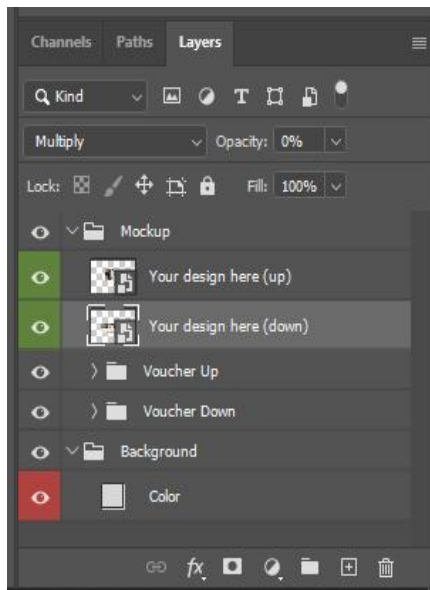 Channels Paths Layers
Kind T
Multiply Opacity: 0%
Lock: Fill: 100%
Mockup
Your design here (up)
Your design here (down)
Voucher Up
Voucher Down
Background
Color
fx